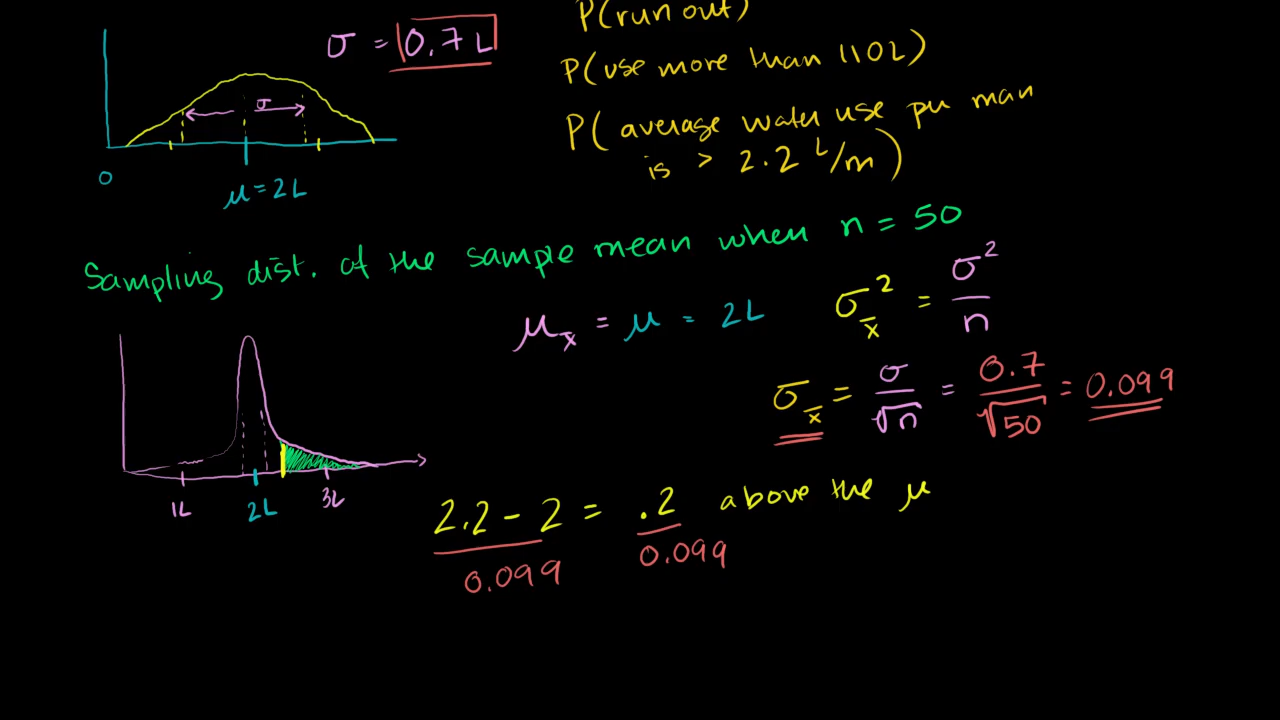 σ = 0.7 L
P(run out)
P(use more than 110L)
P(average water use per man
is > 2.2 L/m)
σ
0
μ = 2L
Sampling dist. of the sample mean when n = 50
μx̄ = μ = 2L
σx̄² = σ²/n
σx̄ = σ/√n = 0.7/√50 = 0.099
1L 2L 3L
2.2 - 2 / 0.099 = .2 / 0.099 above the μ